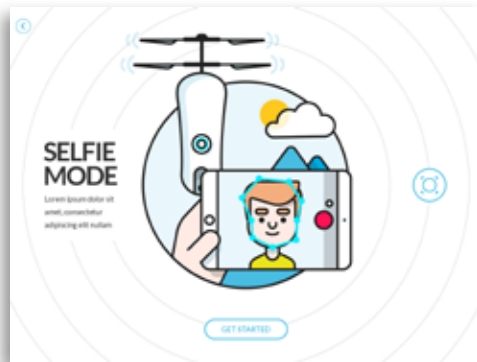 SELFIE
MODE
Lorem ipsum dolor sit
amet, consectetur
adipiscing elit nullam
GET STARTED